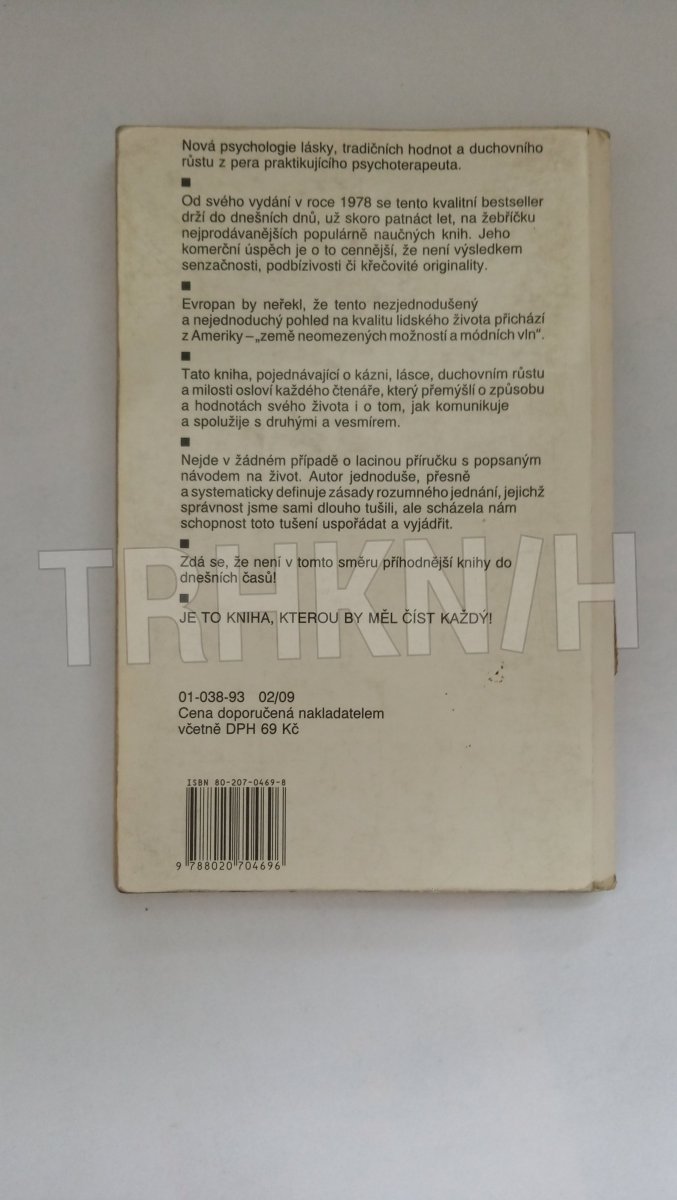 Nová psychologie lásky, tradičních hodnot a duchovního
růstu z pera praktikujícího psychoterapeuta.
Od svého vydání v roce 1978 se tento kvalitní bestseller
drží do dnešních dnů, už skoro patnáct let, na žebříčku
nejprodávanějších populárně naučných knih. Jeho
komerční úspěch je o to cennější, že není výsledkem
senzačnosti, podbízivosti či křečovité originality.
Evropan by neřekl, že tento nezjednodušený
a nejednoduchý pohled na kvalitu lidského života přichází
z Ameriky – „země neomezených možností a módních vln".
Tato kniha, pojednávající o kázni, lásce, duchovním růstu
a milosti osloví každého čtenáře, který přemýšlí o způsobu
a hodnotách svého života i o tom, jak komunikuje
a spolužije s druhými a vesmírem.
Nejde v žádném případě o lacinou příručku s popsaným
návodem na život. Autor jednoduše, přesně
a systematicky definuje zásady rozumného jednání, jejichž
správnost jsme sami dlouho tušili, ale scházela nám
schopnost toto tušení uspořádat a vyjádřit.
Zdá se, že není v tomto směru příhodnější knihy do
dnešních časů!
JE TO KNIHA, KTEROU BY MĚL ČÍST KAŽDÝ!
TRHKNI/H
01-038-93 02/09
Cena doporučená nakladatelem
včetně DPH 69 Kč
ISBN 80-207-0469-8
9 788020 704696